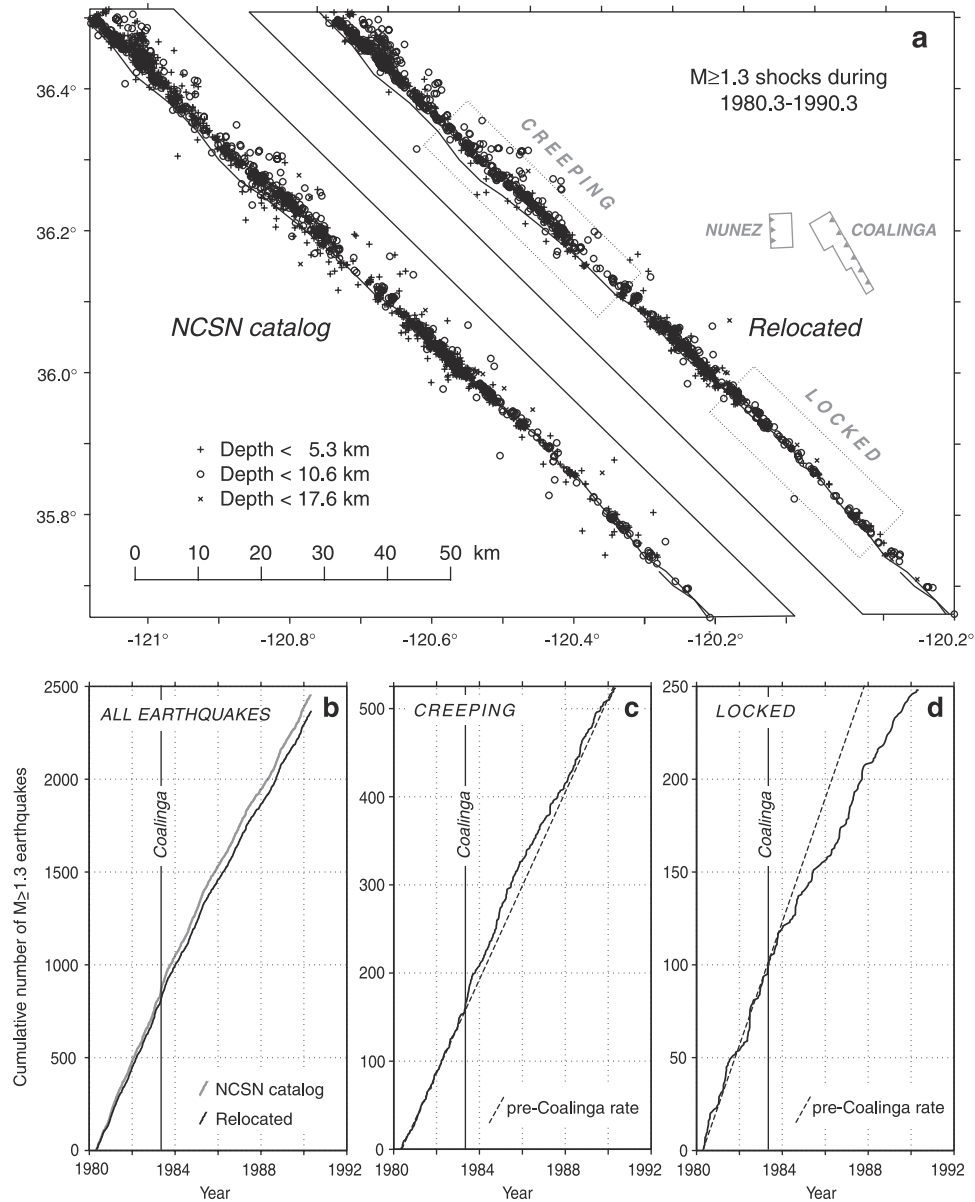 a
M≥1.3 shocks during
1980.3-1990.3
36.4°
CREEPING
36.2°
NUNEZ
COALINGA
NCSN catalog
Relocated
36.0°
LOCKED
+ Depth < 5.3 km
○ Depth < 10.6 km
× Depth < 17.6 km
35.8°
0 10 20 30 40 50 km
-121° -120.8° -120.6° -120.4° -120.2° -120.2°
Cumulative number of M≥1.3 earthquakes
2500
2000
1500
1000
500
0
ALL EARTHQUAKES
b
Coalinga
NCSN catalog
Relocated
1980 1984 1988 1992
Year
500
400
300
200
100
0
CREEPING
c
Coalinga
pre-Coalinga rate
1980 1984 1988 1992
Year
250
200
150
100
50
0
LOCKED
d
Coalinga
pre-Coalinga rate
1980 1984 1988 1992
Year